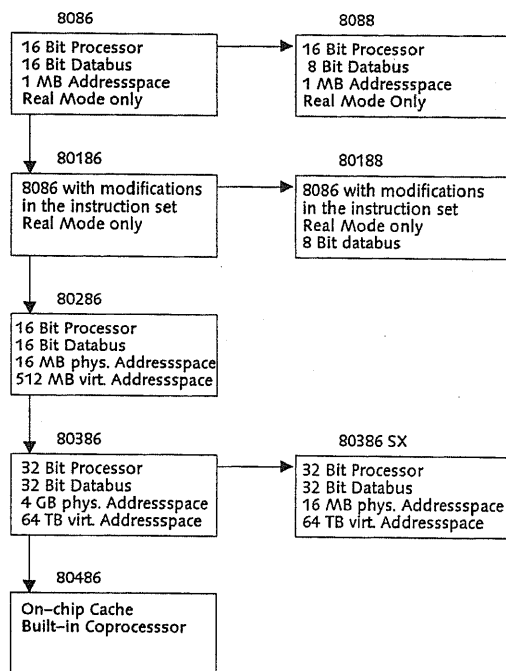 8086
16 Bit Processor
16 Bit Databus
1 MB Addressspace
Real Mode only
8088
16 Bit Processor
8 Bit Databus
1 MB Addressspace
Real Mode Only
80186
8086 with modifications
in the instruction set
Real Mode only
80188
8086 with modifications
in the instruction set
Real Mode only
8 Bit databus
80286
16 Bit Processor
16 Bit Databus
16 MB phys. Addressspace
512 MB virt. Addressspace
80386
32 Bit Processor
32 Bit Databus
4 GB phys. Addressspace
64 TB virt. Addressspace
80386 SX
32 Bit Processor
32 Bit Databus
16 MB phys. Addressspace
64 TB virt. Addressspace
80486
On-chip Cache
Built-in Coprocesssor